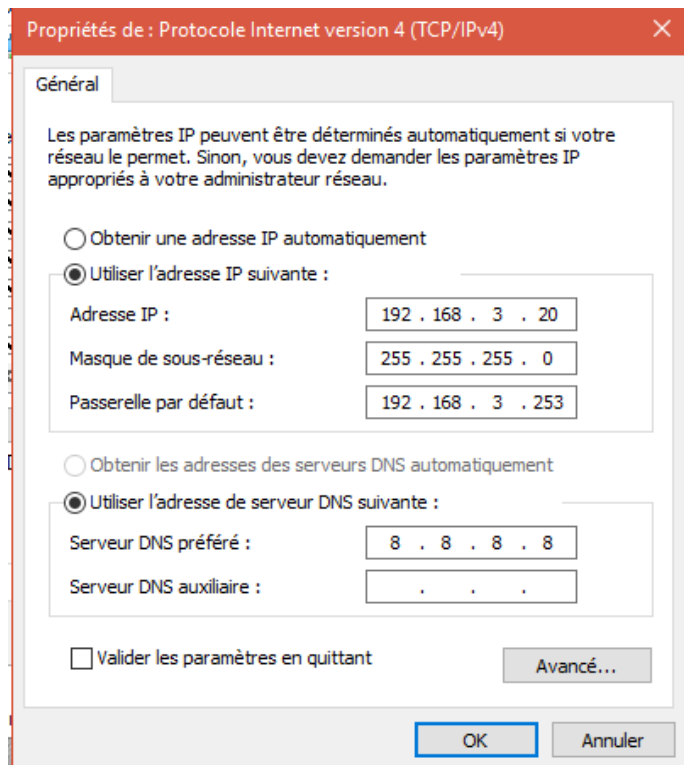 Propriétés de : Protocole Internet version 4 (TCP/IPv4)
Général
Les paramètres IP peuvent être déterminés automatiquement si votre
réseau le permet. Sinon, vous devez demander les paramètres IP
appropriés à votre administrateur réseau.
Obtenir une adresse IP automatiquement
Utiliser l'adresse IP suivante :
Adresse IP : 192 . 168 . 3 . 20
Masque de sous-réseau : 255 . 255 . 255 . 0
Passerelle par défaut : 192 . 168 . 3 . 253
Obtenir les adresses des serveurs DNS automatiquement
Utiliser l'adresse de serveur DNS suivante :
Serveur DNS préféré : 8 . 8 . 8 . 8
Serveur DNS auxiliaire : . . .
Valider les paramètres en quittant
Avancé...
OK Annuler